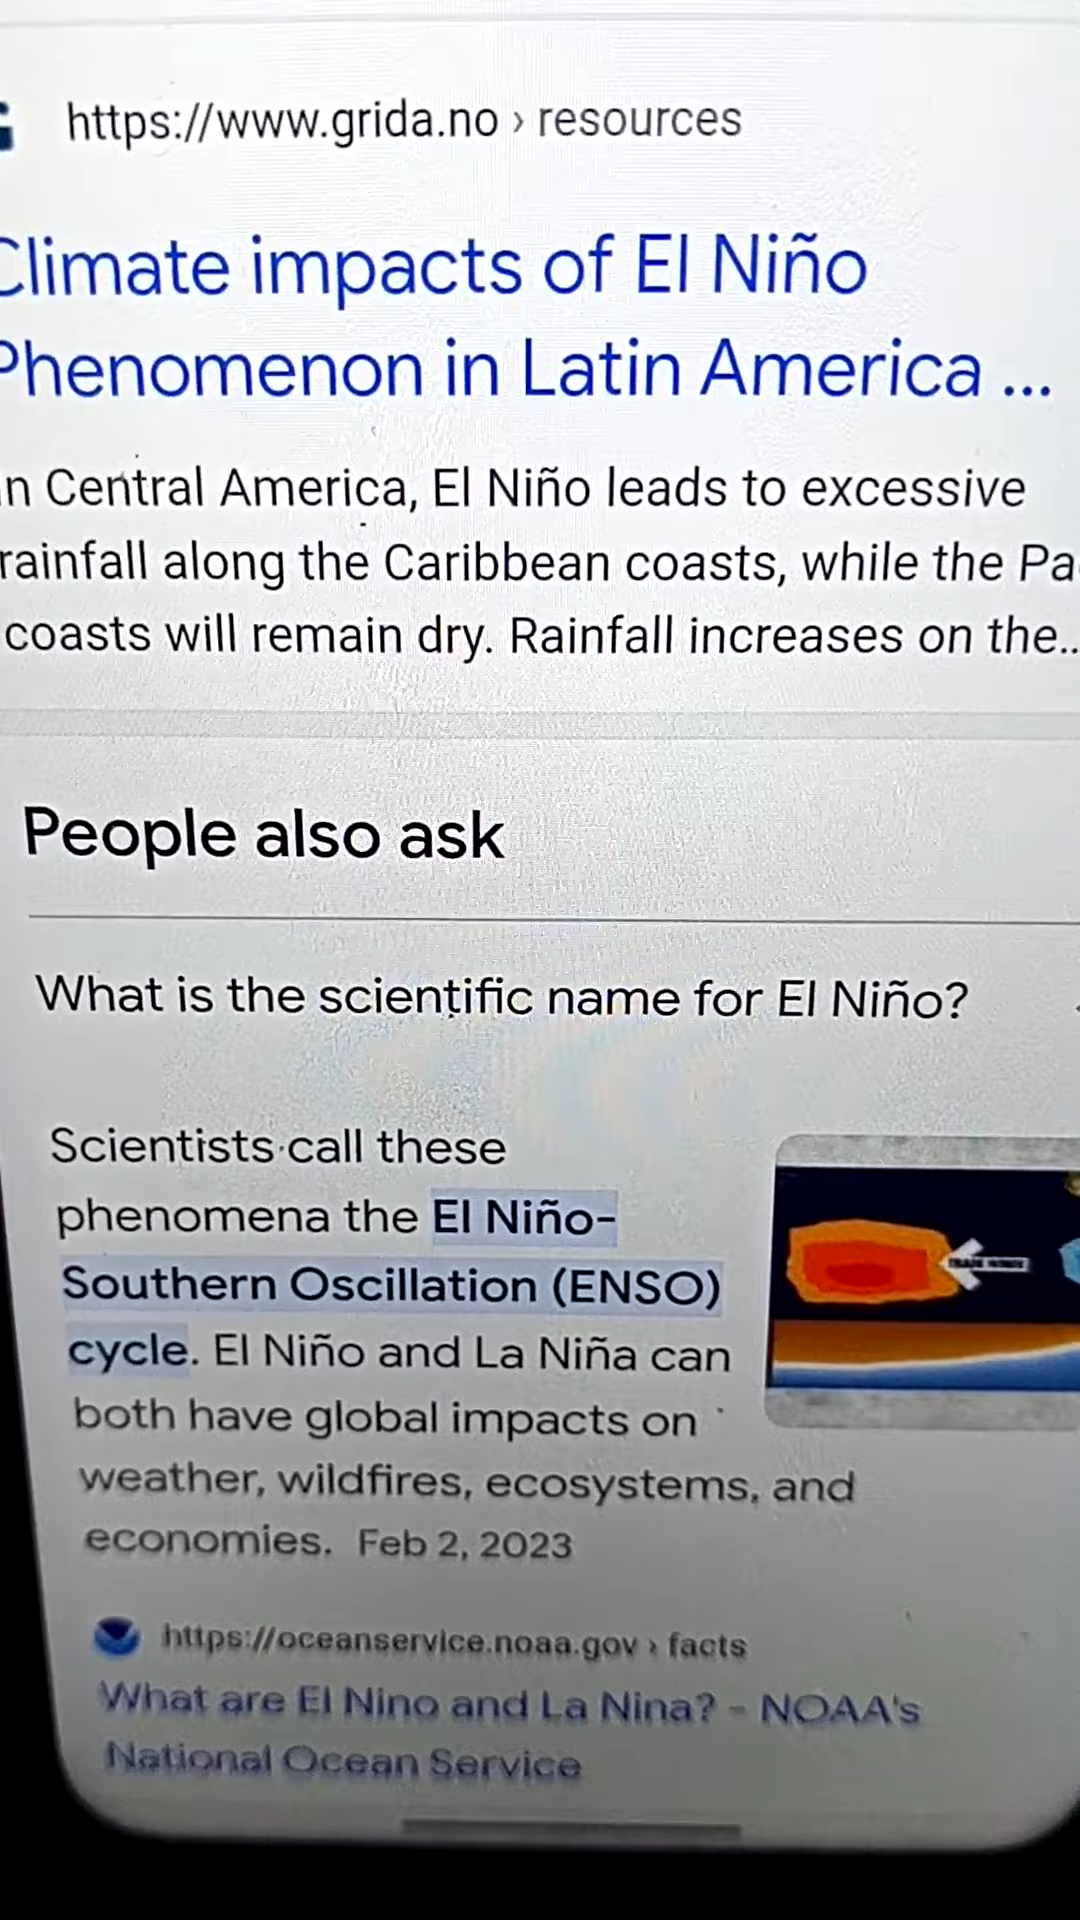 https://www.grida.no › resources
Climate impacts of El Niño
Phenomenon in Latin America ...
In Central America, El Niño leads to excessive
rainfall along the Caribbean coasts, while the Pa
coasts will remain dry. Rainfall increases on the..
People also ask
What is the scientific name for El Niño?
Scientists call these
phenomena the El Niño-
Southern Oscillation (ENSO)
cycle. El Niño and La Niña can
both have global impacts on
weather, wildfires, ecosystems, and
economies. Feb 2, 2023
https://oceanservice.noaa.gov › facts
What are El Nino and La Nina? - NOAA's
National Ocean Service